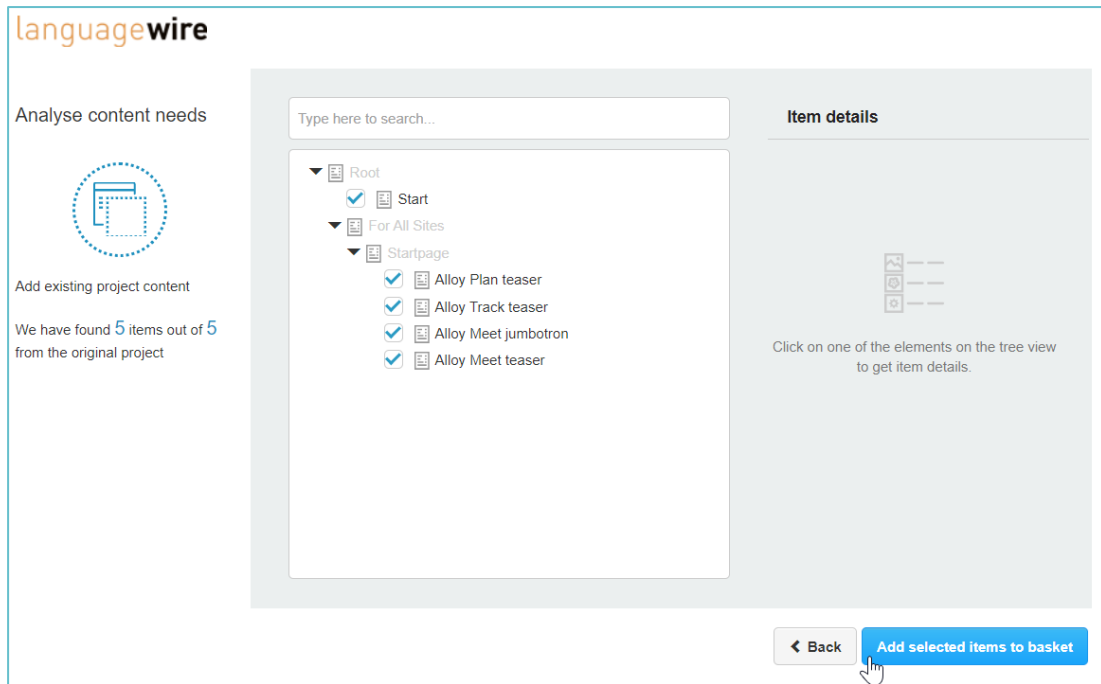 languagewire
Analyse content needs
Add existing project content
We have found 5 items out of 5
from the original project
Type here to search...
Root
Start
For All Sites
Startpage
Alloy Plan teaser
Alloy Track teaser
Alloy Meet jumbotron
Alloy Meet teaser
Item details
Click on one of the elements on the tree view
to get item details.
Back
Add selected items to basket